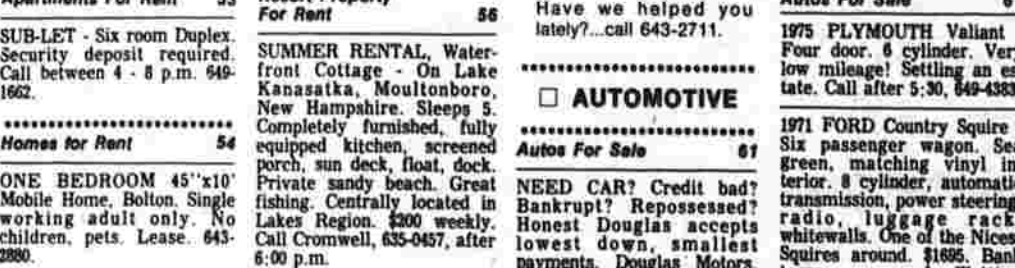 Apartments For Rent 53
SUB-LET - Six room Duplex.
Security deposit required.
Call between 4 - 8 p.m. 649-
1662.
Homes for Rent 54
ONE BEDROOM 45''x10'
Mobile Home, Bolton. Single
working adult only. No
children, pets. Lease. 643-
2880.
Resort Property
For Rent 56
SUMMER RENTAL, Water-
front Cottage - On Lake
Kanasatka, Moultonboro,
New Hampshire. Sleeps 5.
Completely furnished, fully
equipped kitchen, screened
porch, sun deck, float, dock.
Private sandy beach. Great
fishing. Centrally located in
Lakes Region. $200 weekly.
Call Cromwell, 635-0457, after
6:00 p.m.
Have we helped you
lately?...call 643-2711.
□ AUTOMOTIVE
Autos For Sale 61
NEED CAR? Credit bad?
Bankrupt? Repossessed?
Honest Douglas accepts
lowest down, smallest
payments. Douglas Motors,
Autos For Sale 6
1975 PLYMOUTH Valiant
Four door. 6 cylinder. Very
low mileage! Settling an es
tate. Call after 5:30, 649-4383
1971 FORD Country Squire
Six passenger wagon. Sea
green, matching vinyl in
terior. 8 cylinder, automatic
transmission, power steering
radio, luggage rack
whitewalls. One of the Nices
Squires around. $1695. Bank